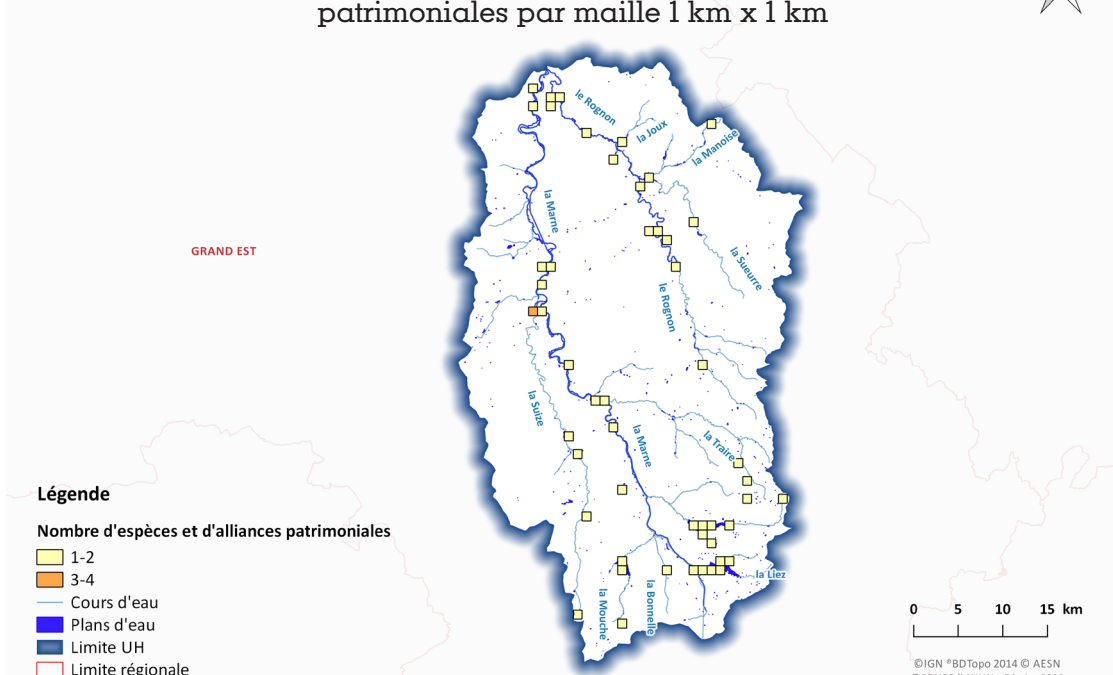 patrimoniales par maille 1 km x 1 km
le Rognon
la Joux
la Manoise
la Marne
GRAND EST
la Sueurre
le Rognon
la Suize
la Marne
la Traire
Légende
Nombre d'espèces et d'alliances patrimoniales
1-2
3-4
Cours d'eau
Plans d'eau
Limite UH
Limite régionale
la Liez
la Mouche
la Bonnelle
0 5 10 15 km
©IGN ®BDTopo 2014 © AESN